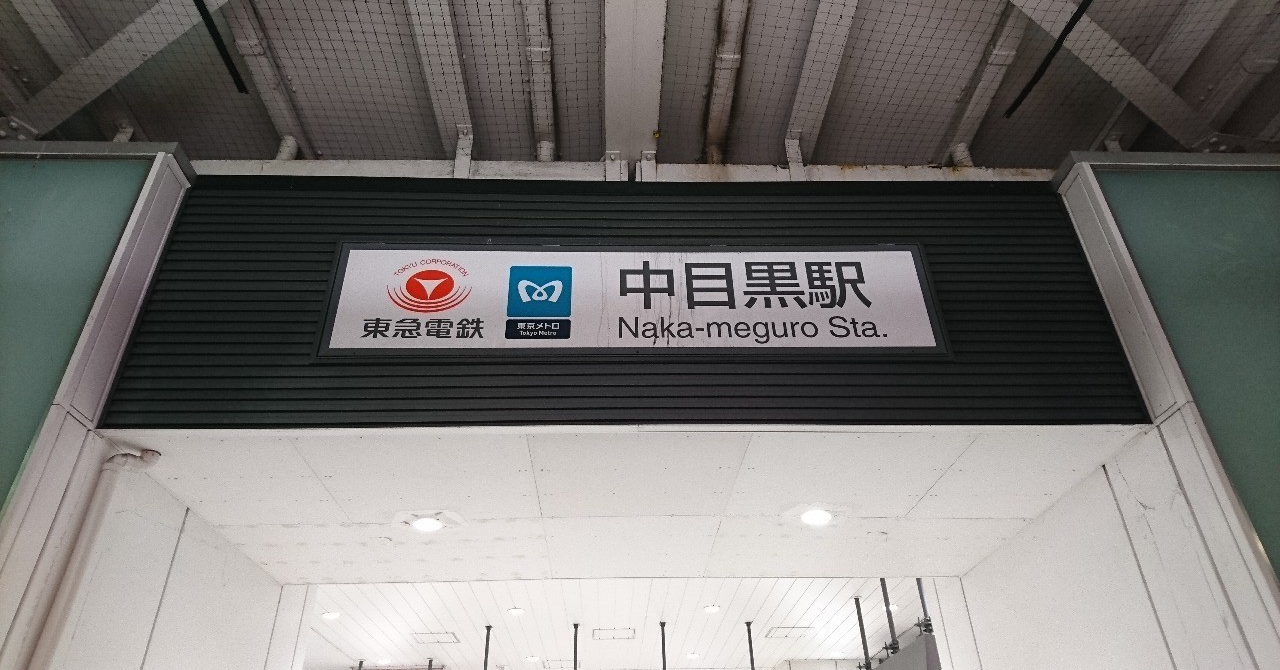 TOKYU CORPORATION
東急電鉄
東京メトロ
Tokyo Metro
中目黒駅
Naka-meguro Sta.